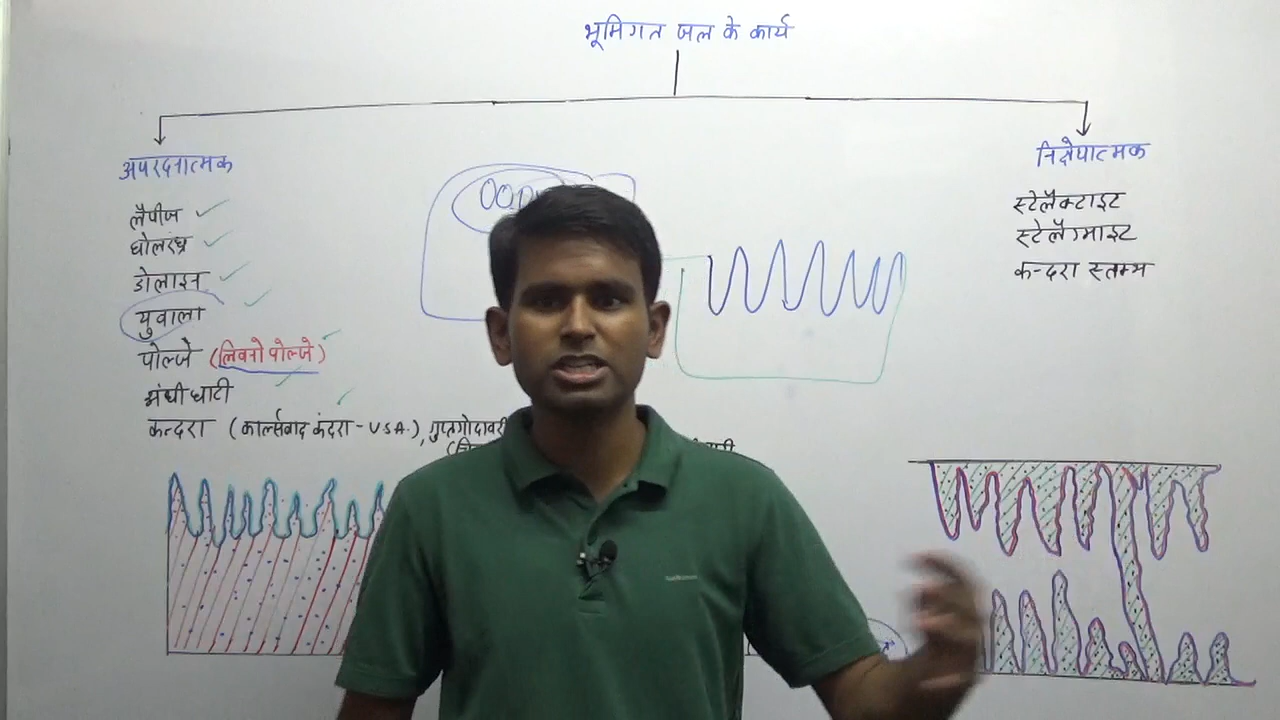 भूमिगत जल के कार्य
अपरदनात्मक
लैपीज
घोलरंध्र
डोलाइन
युवाला
पोल्जे (लिवनो पोल्जे)
अंधी घाटी
कन्दरा (कार्ल्सवाद कंदरा - USA.), गुप्तगोदावरी
निक्षेपात्मक
स्टेलैक्टाइट
स्टेलैग्माइट
कन्दरा स्तम्भ